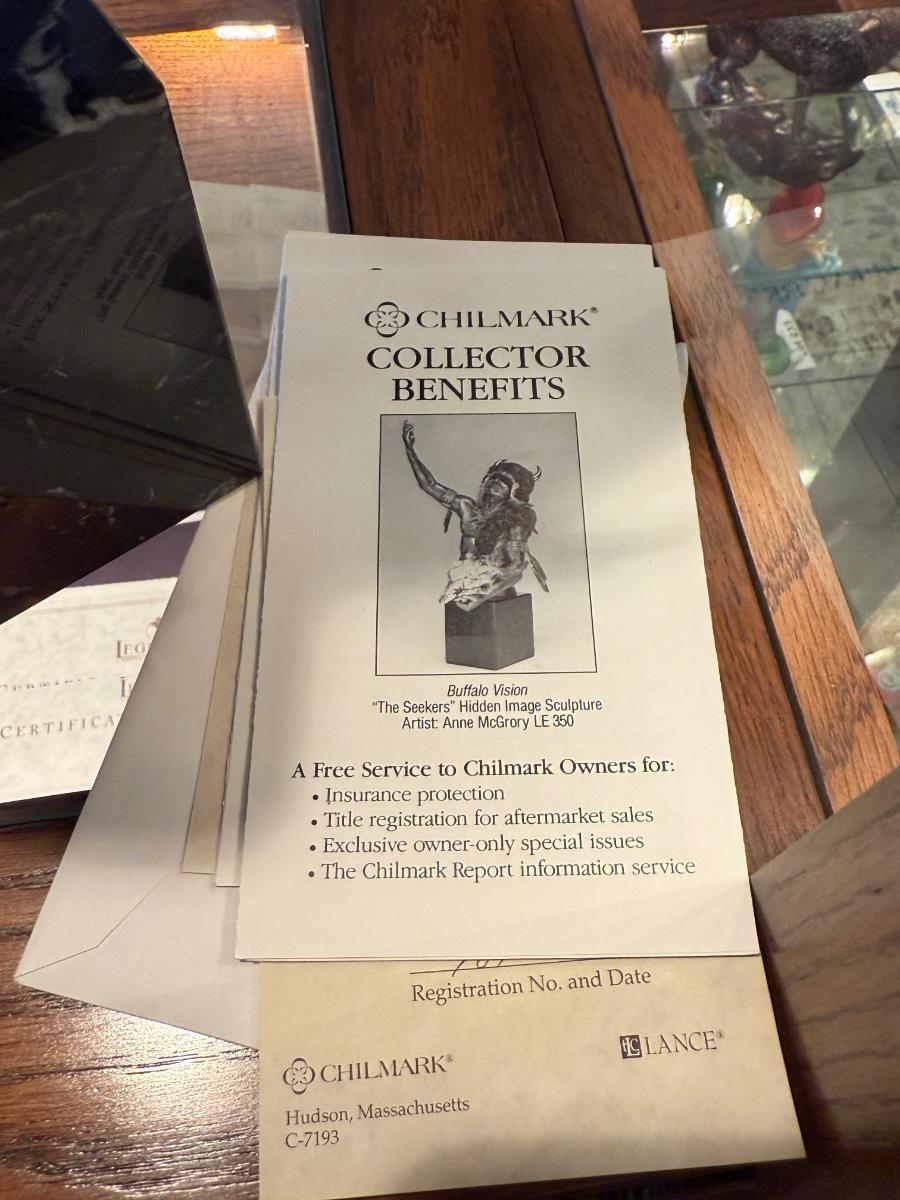 CHILMARK®
COLLECTOR
BENEFITS
Buffalo Vision
"The Seekers" Hidden Image Sculpture
Artist: Anne McGrory LE 350
A Free Service to Chilmark Owners for:
• Insurance protection
• Title registration for aftermarket sales
• Exclusive owner-only special issues
• The Chilmark Report information service
Registration No. and Date
CHILMARK®
LANCE®
Hudson, Massachusetts
C-7193
LEG
CERTIFICA